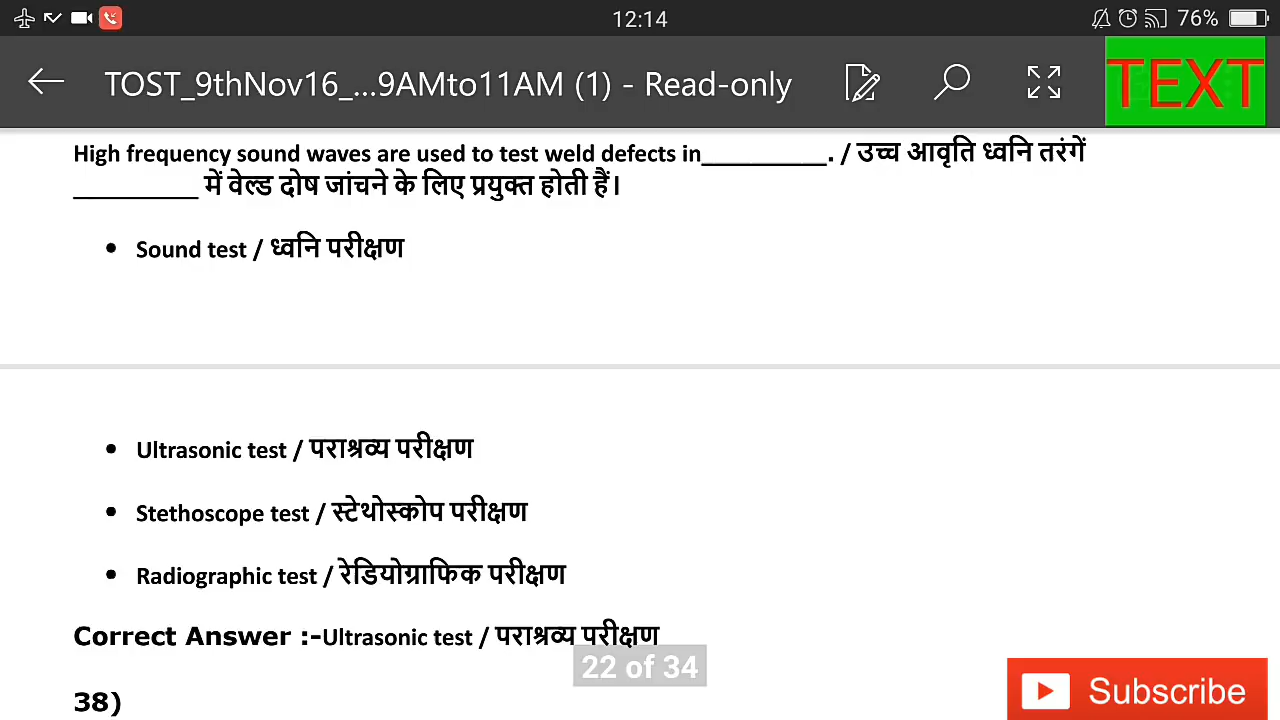 12:14
76%
TOST_9thNov16_...9AMto11AM (1) - Read-only
TEXT
High frequency sound waves are used to test weld defects in__________. / उच्च आवृति ध्वनि तरंगें
__________ में वेल्ड दोष जांचने के लिए प्रयुक्त होती हैं।
• Sound test / ध्वनि परीक्षण
• Ultrasonic test / पराश्रव्य परीक्षण
• Stethoscope test / स्टेथोस्कोप परीक्षण
• Radiographic test / रेडियोग्राफिक परीक्षण
Correct Answer :-Ultrasonic test / पराश्रव्य परीक्षण
22 of 34
38)
Subscribe